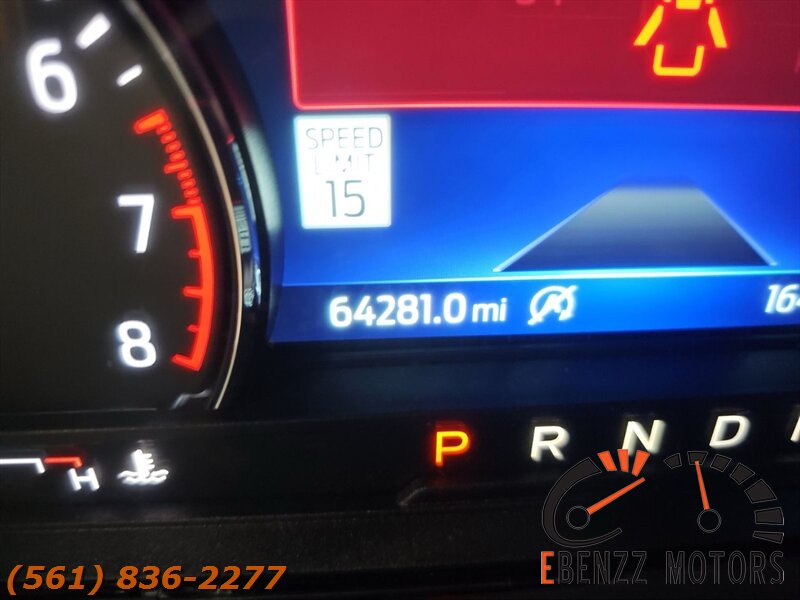 6
SPEED
LIMIT
15
7
64281.0 mi
8
P R N D
H
(561) 836-2277
EBENZZ MOTORS